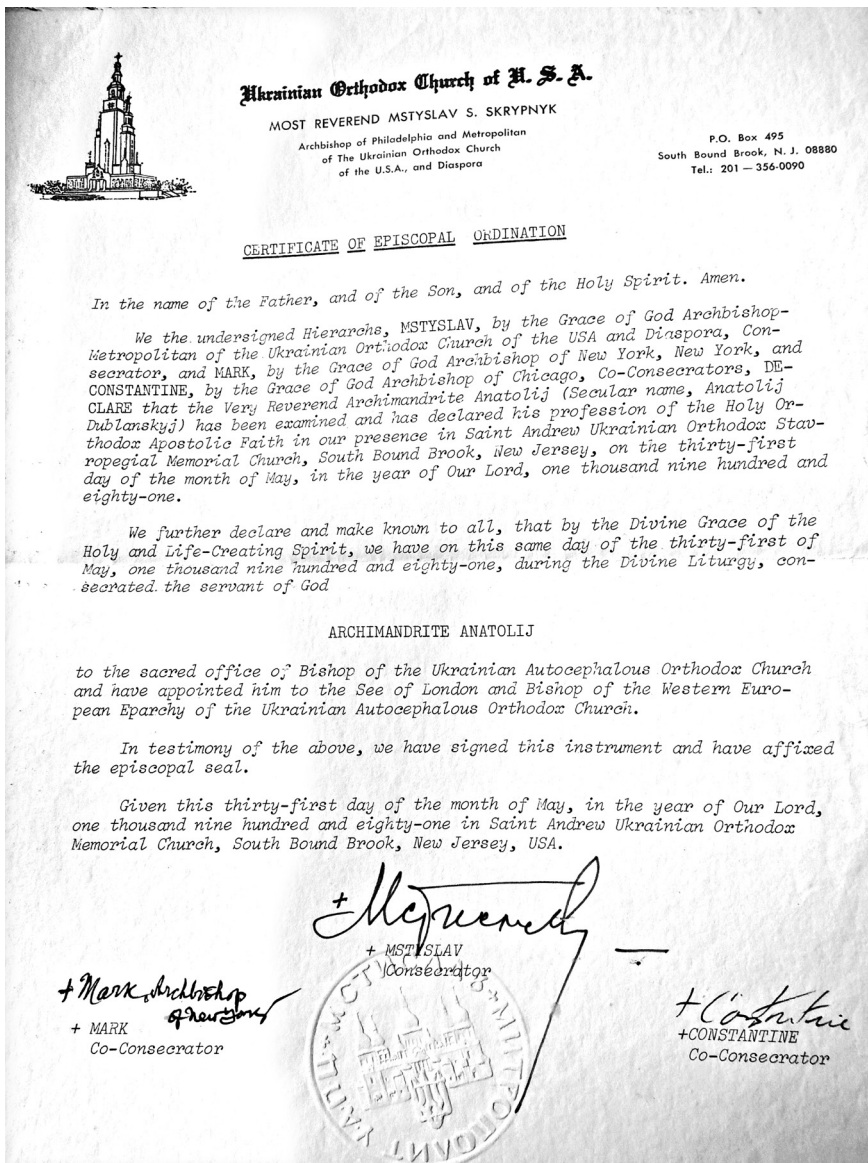 Ukrainian Orthodox Church of U. S. A.
MOST REVEREND MSTYSLAV S. SKRYPNYK
Archbishop of Philadelphia and Metropolitan
of The Ukrainian Orthodox Church
of the U.S.A., and Diaspora
P.O. Box 495
South Bound Brook, N. J. 08880
Tel.: 201 — 356-0090
CERTIFICATE OF EPISCOPAL ORDINATION
In the name of the Father, and of the Son, and of the Holy Spirit. Amen.
We the undersigned Hierarchs, MSTYSLAV, by the Grace of God Archbishop-
Metropolitan of the Ukrainian Orthodox Church of the USA and Diaspora, Con-
secrator, and MARK, by the Grace of God Archbishop of New York, New York, and
CONSTANTINE, by the Grace of God Archbishop of Chicago, Co-Consecrators, DE-
CLARE that the Very Reverend Archimandrite Anatolij (Secular name, Anatolij
Dublanskyj) has been examined and has declared his profession of the Holy Or-
thodox Apostolic Faith in our presence in Saint Andrew Ukrainian Orthodox Stav-
ropegial Memorial Church, South Bound Brook, New Jersey, on the thirty-first
day of the month of May, in the year of Our Lord, one thousand nine hundred and
eighty-one.
We further declare and make known to all, that by the Divine Grace of the
Holy and Life-Creating Spirit, we have on this same day of the thirty-first of
May, one thousand nine hundred and eighty-one, during the Divine Liturgy, con-
secrated the servant of God
ARCHIMANDRITE ANATOLIJ
to the sacred office of Bishop of the Ukrainian Autocephalous Orthodox Church
and have appointed him to the See of London and Bishop of the Western Euro-
pean Eparchy of the Ukrainian Autocephalous Orthodox Church.
In testimony of the above, we have signed this instrument and have affixed
the episcopal seal.
Given this thirty-first day of the month of May, in the year of Our Lord,
one thousand nine hundred and eighty-one in Saint Andrew Ukrainian Orthodox
Memorial Church, South Bound Brook, New Jersey, USA.
+ MSTYSLAV
Consecrator
+ Mark, Archbishop
of New York
+ MARK
Co-Consecrator
+ Constantine
+CONSTANTINE
Co-Consecrator